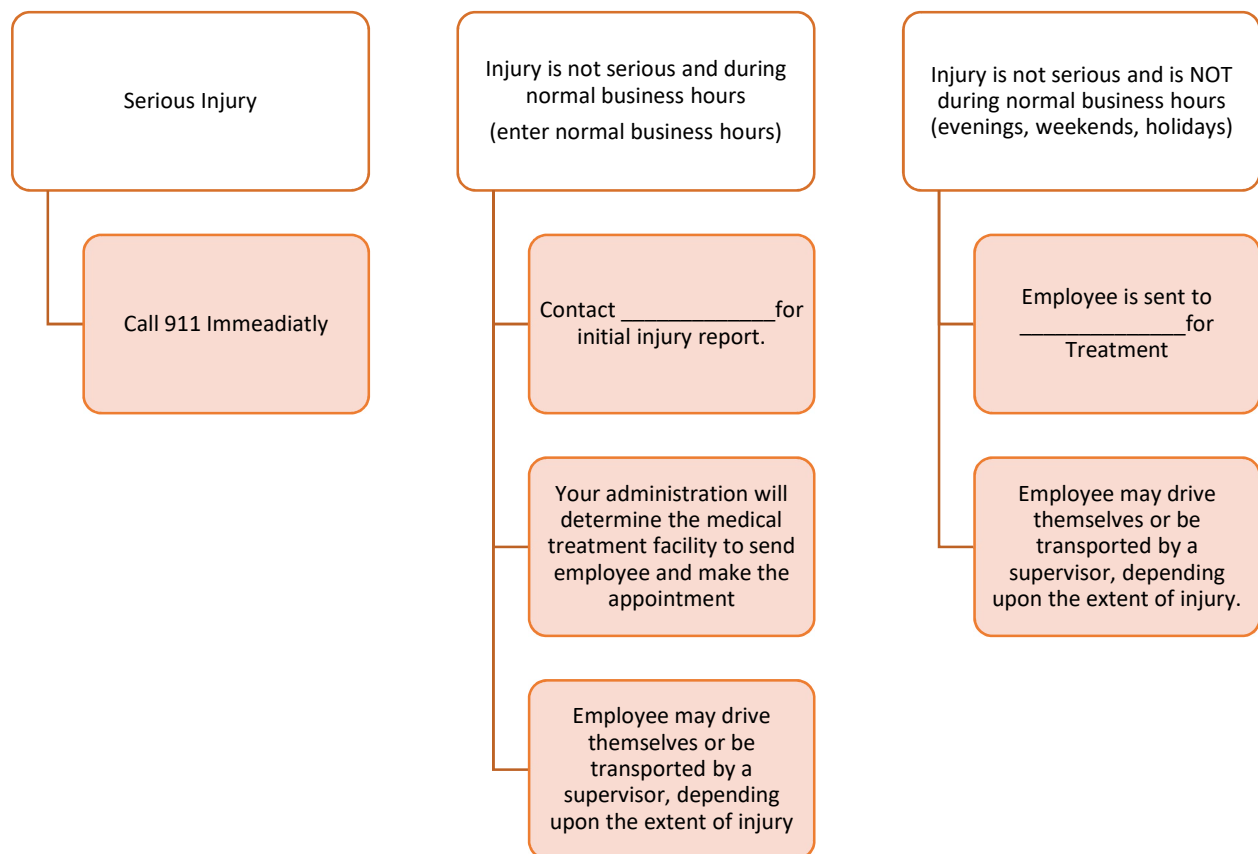 Serious Injury
Call 911 Immeadiatly
Injury is not serious and during
normal business hours
(enter normal business hours)
Contact _____________for
initial injury report.
Your administration will
determine the medical
treatment facility to send
employee and make the
appointment
Employee may drive
themselves or be
transported by a
supervisor, depending
upon the extent of injury
Injury is not serious and is NOT
during normal business hours
(evenings, weekends, holidays)
Employee is sent to
______________for
Treatment
Employee may drive
themselves or be
transported by a
supervisor, depending
upon the extent of injury.